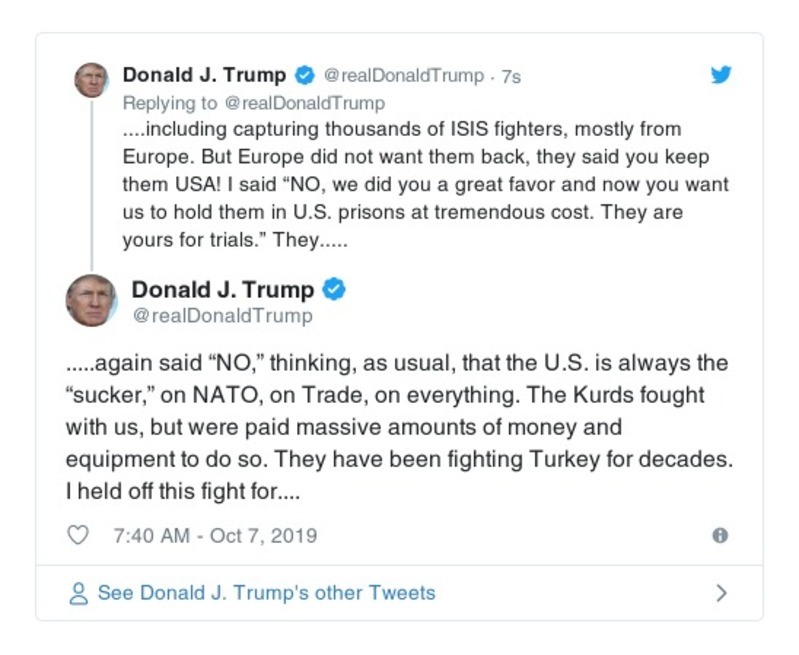 Donald J. Trump @realDonaldTrump · 7s
Replying to @realDonaldTrump
....including capturing thousands of ISIS fighters, mostly from
Europe. But Europe did not want them back, they said you keep
them USA! I said “NO, we did you a great favor and now you want
us to hold them in U.S. prisons at tremendous cost. They are
yours for trials.” They.....
Donald J. Trump
@realDonaldTrump
.....again said “NO,” thinking, as usual, that the U.S. is always the
“sucker,” on NATO, on Trade, on everything. The Kurds fought
with us, but were paid massive amounts of money and
equipment to do so. They have been fighting Turkey for decades.
I held off this fight for....
7:40 AM - Oct 7, 2019
See Donald J. Trump's other Tweets